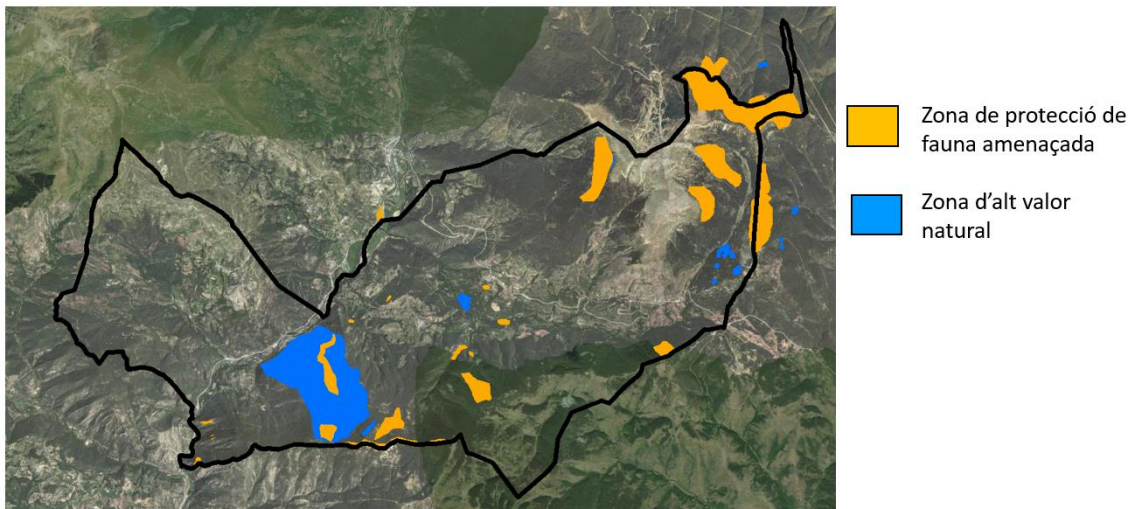 Zona de protecció de
fauna amenaçada
Zona d’alt valor
natural